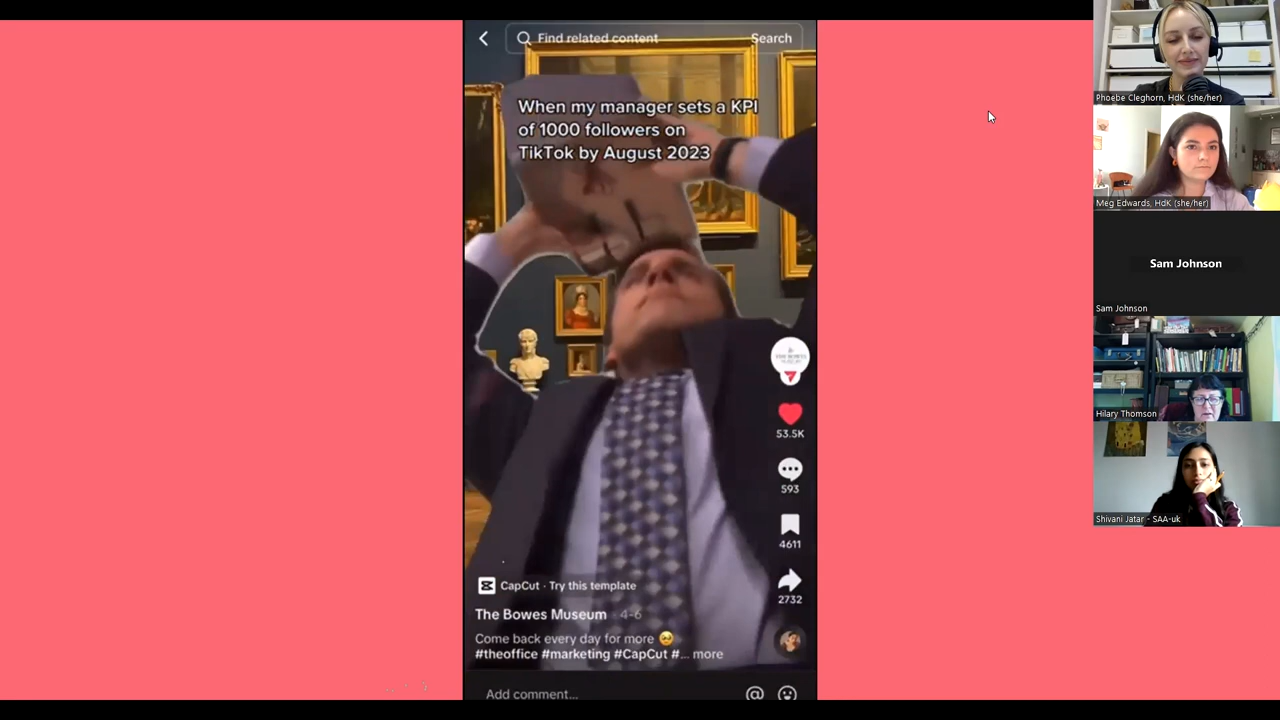 Find related content
Search
When my manager sets a KPI
of 1000 followers on
TikTok by August 2023
THE BOWES
MUSEUM
53.5K
593
4611
2732
CapCut · Try this template
The Bowes Museum · 4-6
Come back every day for more 🥹
#theoffice #marketing #CapCut #... more
Add comment...
Phoebe Cleghorn, HdK (she/her)
Meg Edwards, HdK (she/her)
Sam Johnson
Sam Johnson
Hilary Thomson
Shivani Jatar - SAA-uk